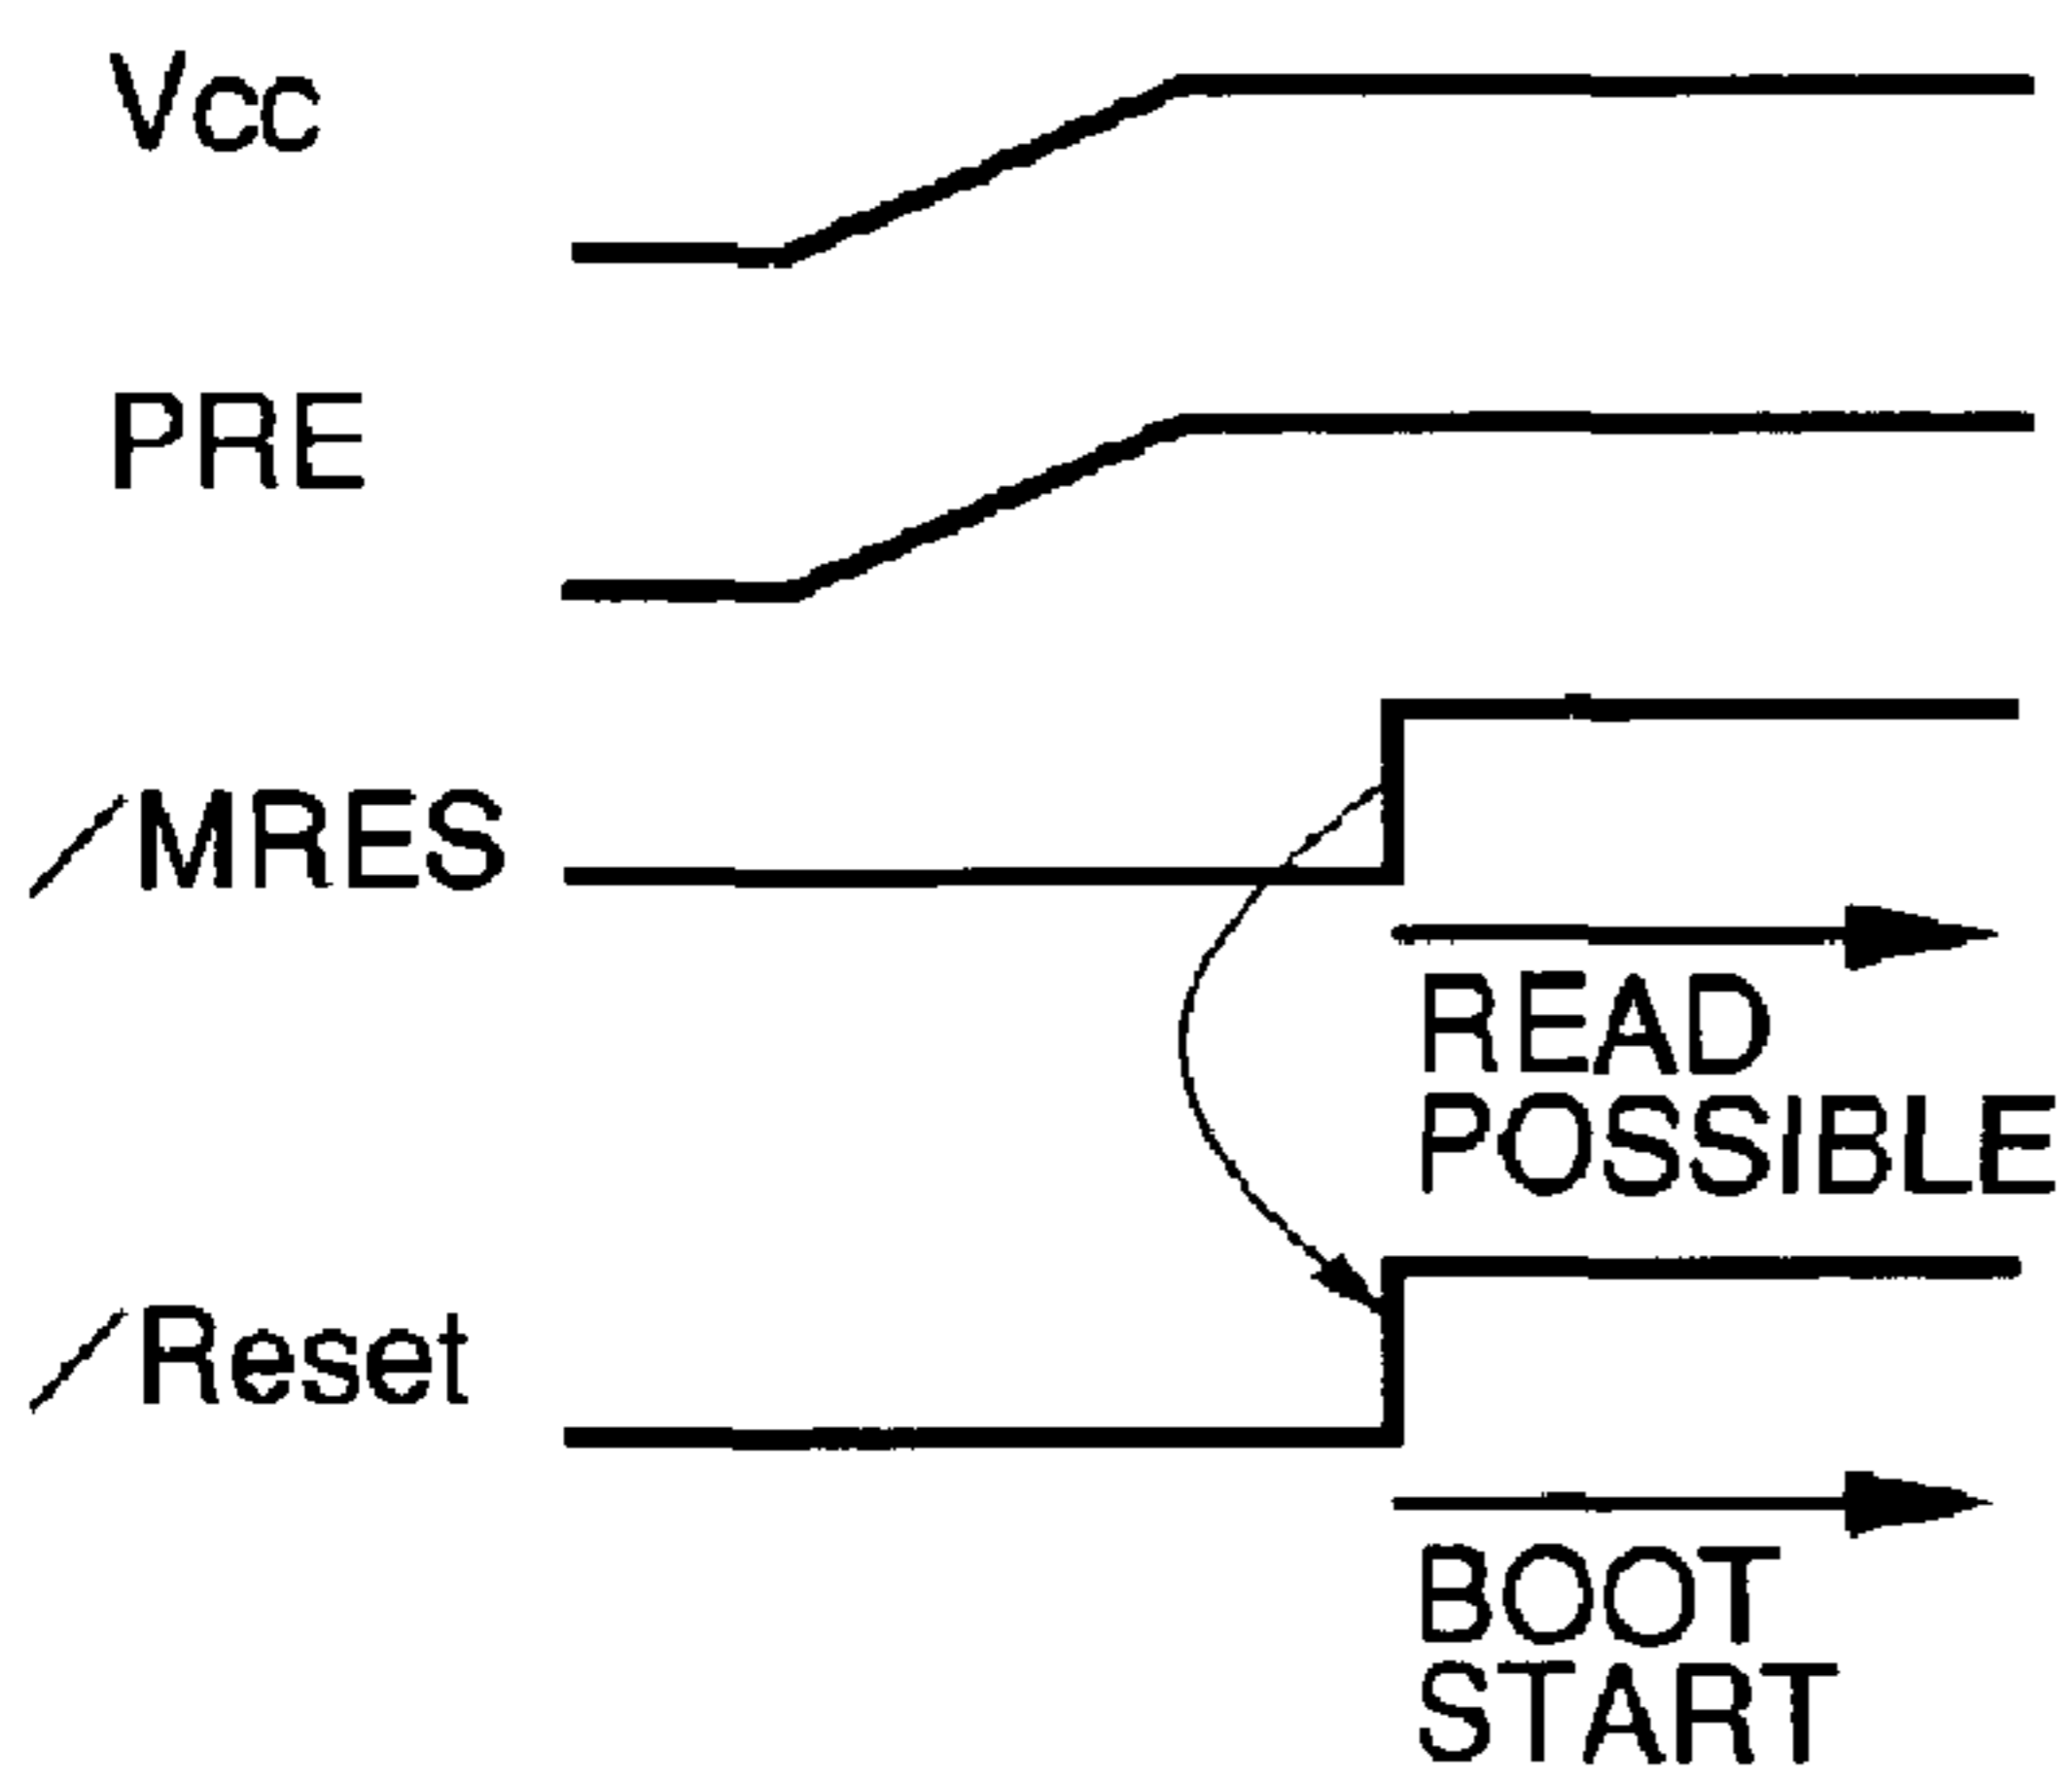 Vcc
PRE
/MRES
READ
POSSIBLE
/Reset
BOOT
START